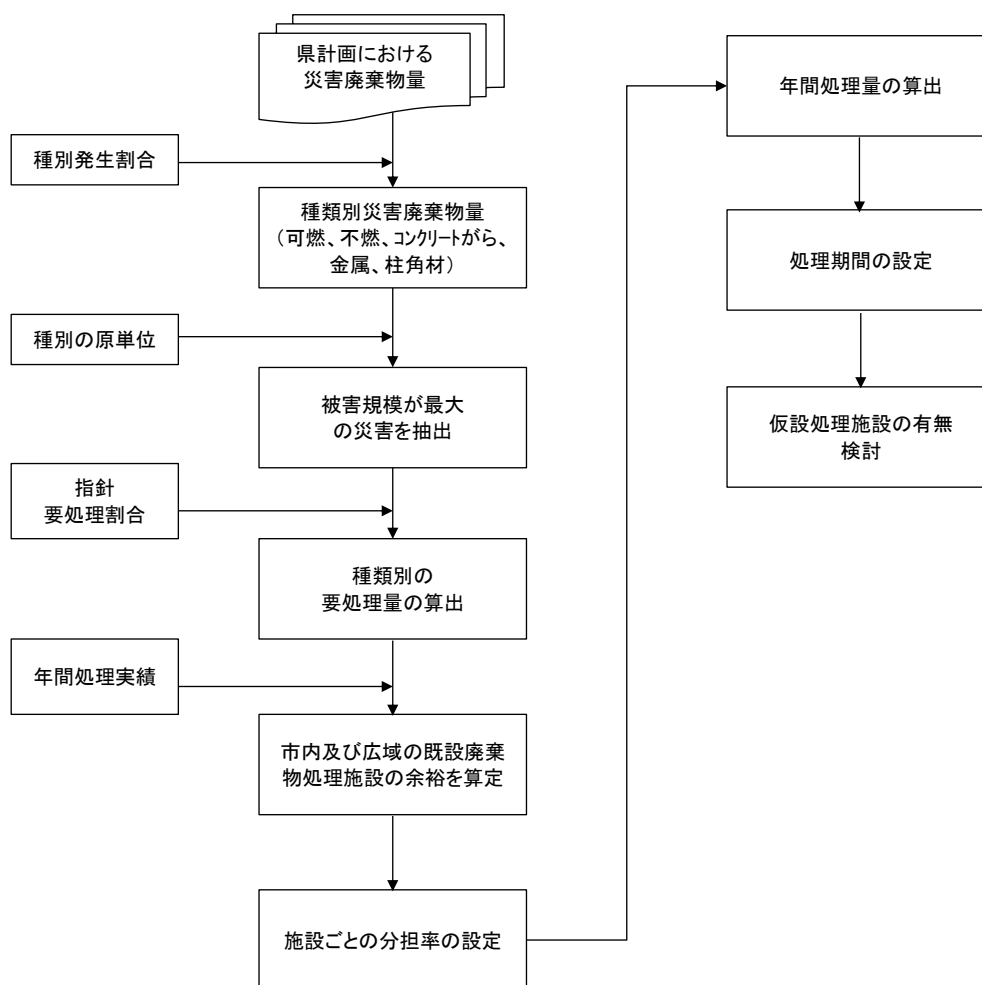 県計画における
災害廃棄物量
種別発生割合
種類別災害廃棄物量
（可燃、不燃、コンクリートがら、
金属、柱角材）
種別の原単位
被害規模が最大
の災害を抽出
指針
要処理割合
種類別の
要処理量の算出
年間処理実績
市内及び広域の既設廃棄
物処理施設の余裕を算定
施設ごとの分担率の設定
年間処理量の算出
処理期間の設定
仮設処理施設の有無
検討